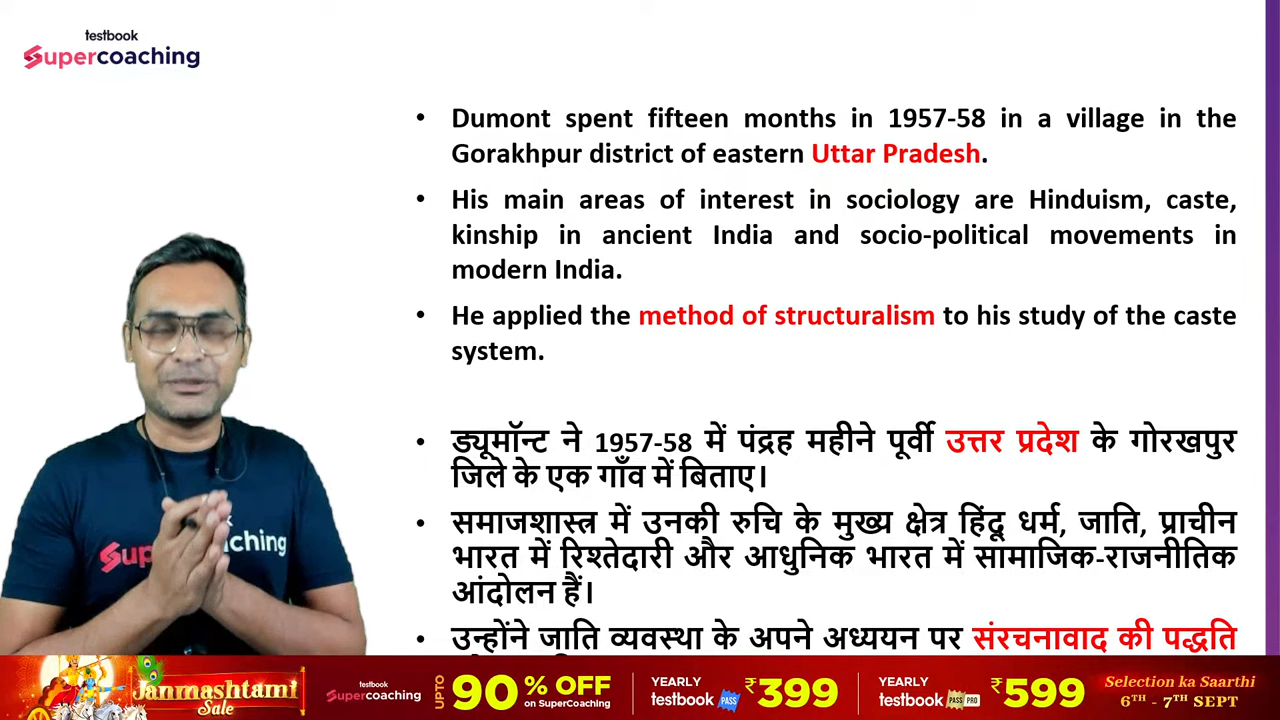 testbook
Supercoaching
• Dumont spent fifteen months in 1957-58 in a village in the
Gorakhpur district of eastern Uttar Pradesh.
• His main areas of interest in sociology are Hinduism, caste,
kinship in ancient India and socio-political movements in
modern India.
• He applied the method of structuralism to his study of the caste
system.
• ड्यूमॉन्ट ने 1957-58 में पंद्रह महीने पूर्वी उत्तर प्रदेश के गोरखपुर
जिले के एक गाँव में बिताए।
• समाजशास्त्र में उनकी रुचि के मुख्य क्षेत्र हिंदू धर्म, जाति, प्राचीन
भारत में रिश्तेदारी और आधुनिक भारत में सामाजिक-राजनीतिक
आंदोलन हैं।
• उन्होंने जाति व्यवस्था के अपने अध्ययन पर संरचनावाद की पद्धति
Janmashtami
Sale
testbook
Supercoaching
UPTO 90% OFF
on SuperCoaching
YEARLY
testbook PASS
₹399
YEARLY
testbook PASS PRO
₹599
Selection ka Saarthi
6TH - 7TH SEPT